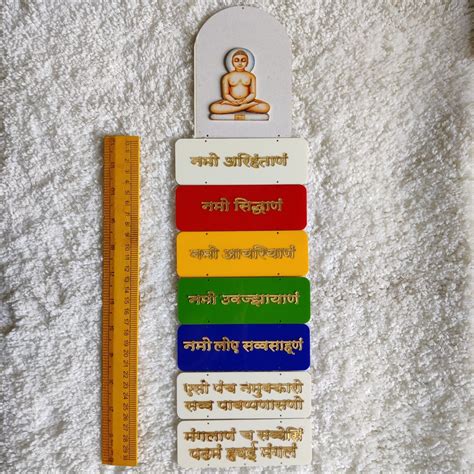 नमो अरिहंताणं
नमो सिद्धाणं
नमो आयरियाणं
नमो उवज्झायाणं
नमो लोए सव्वसाहूणं
एसो पंच नमुक्कारो
सव्व पावप्पणासणो
मंगलाणं च सव्वेसिं
पढमं हवई मंगलं